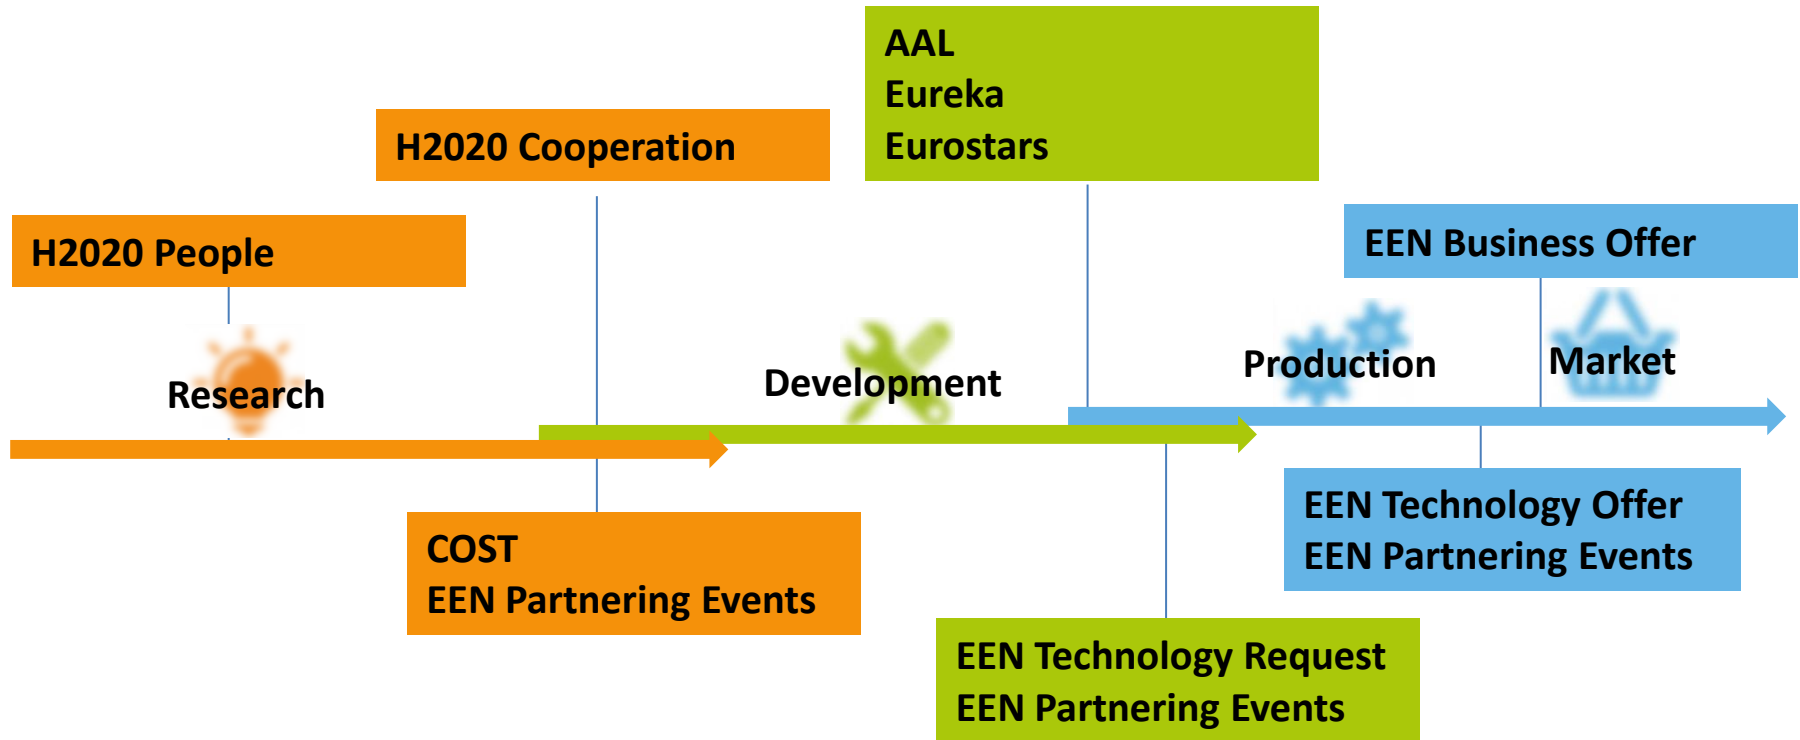 AAL
Eureka
Eurostars
H2020 Cooperation
H2020 People
EEN Business Offer
Research
Development
Production
Market
COST
EEN Partnering Events
EEN Technology Offer
EEN Partnering Events
EEN Technology Request
EEN Partnering Events